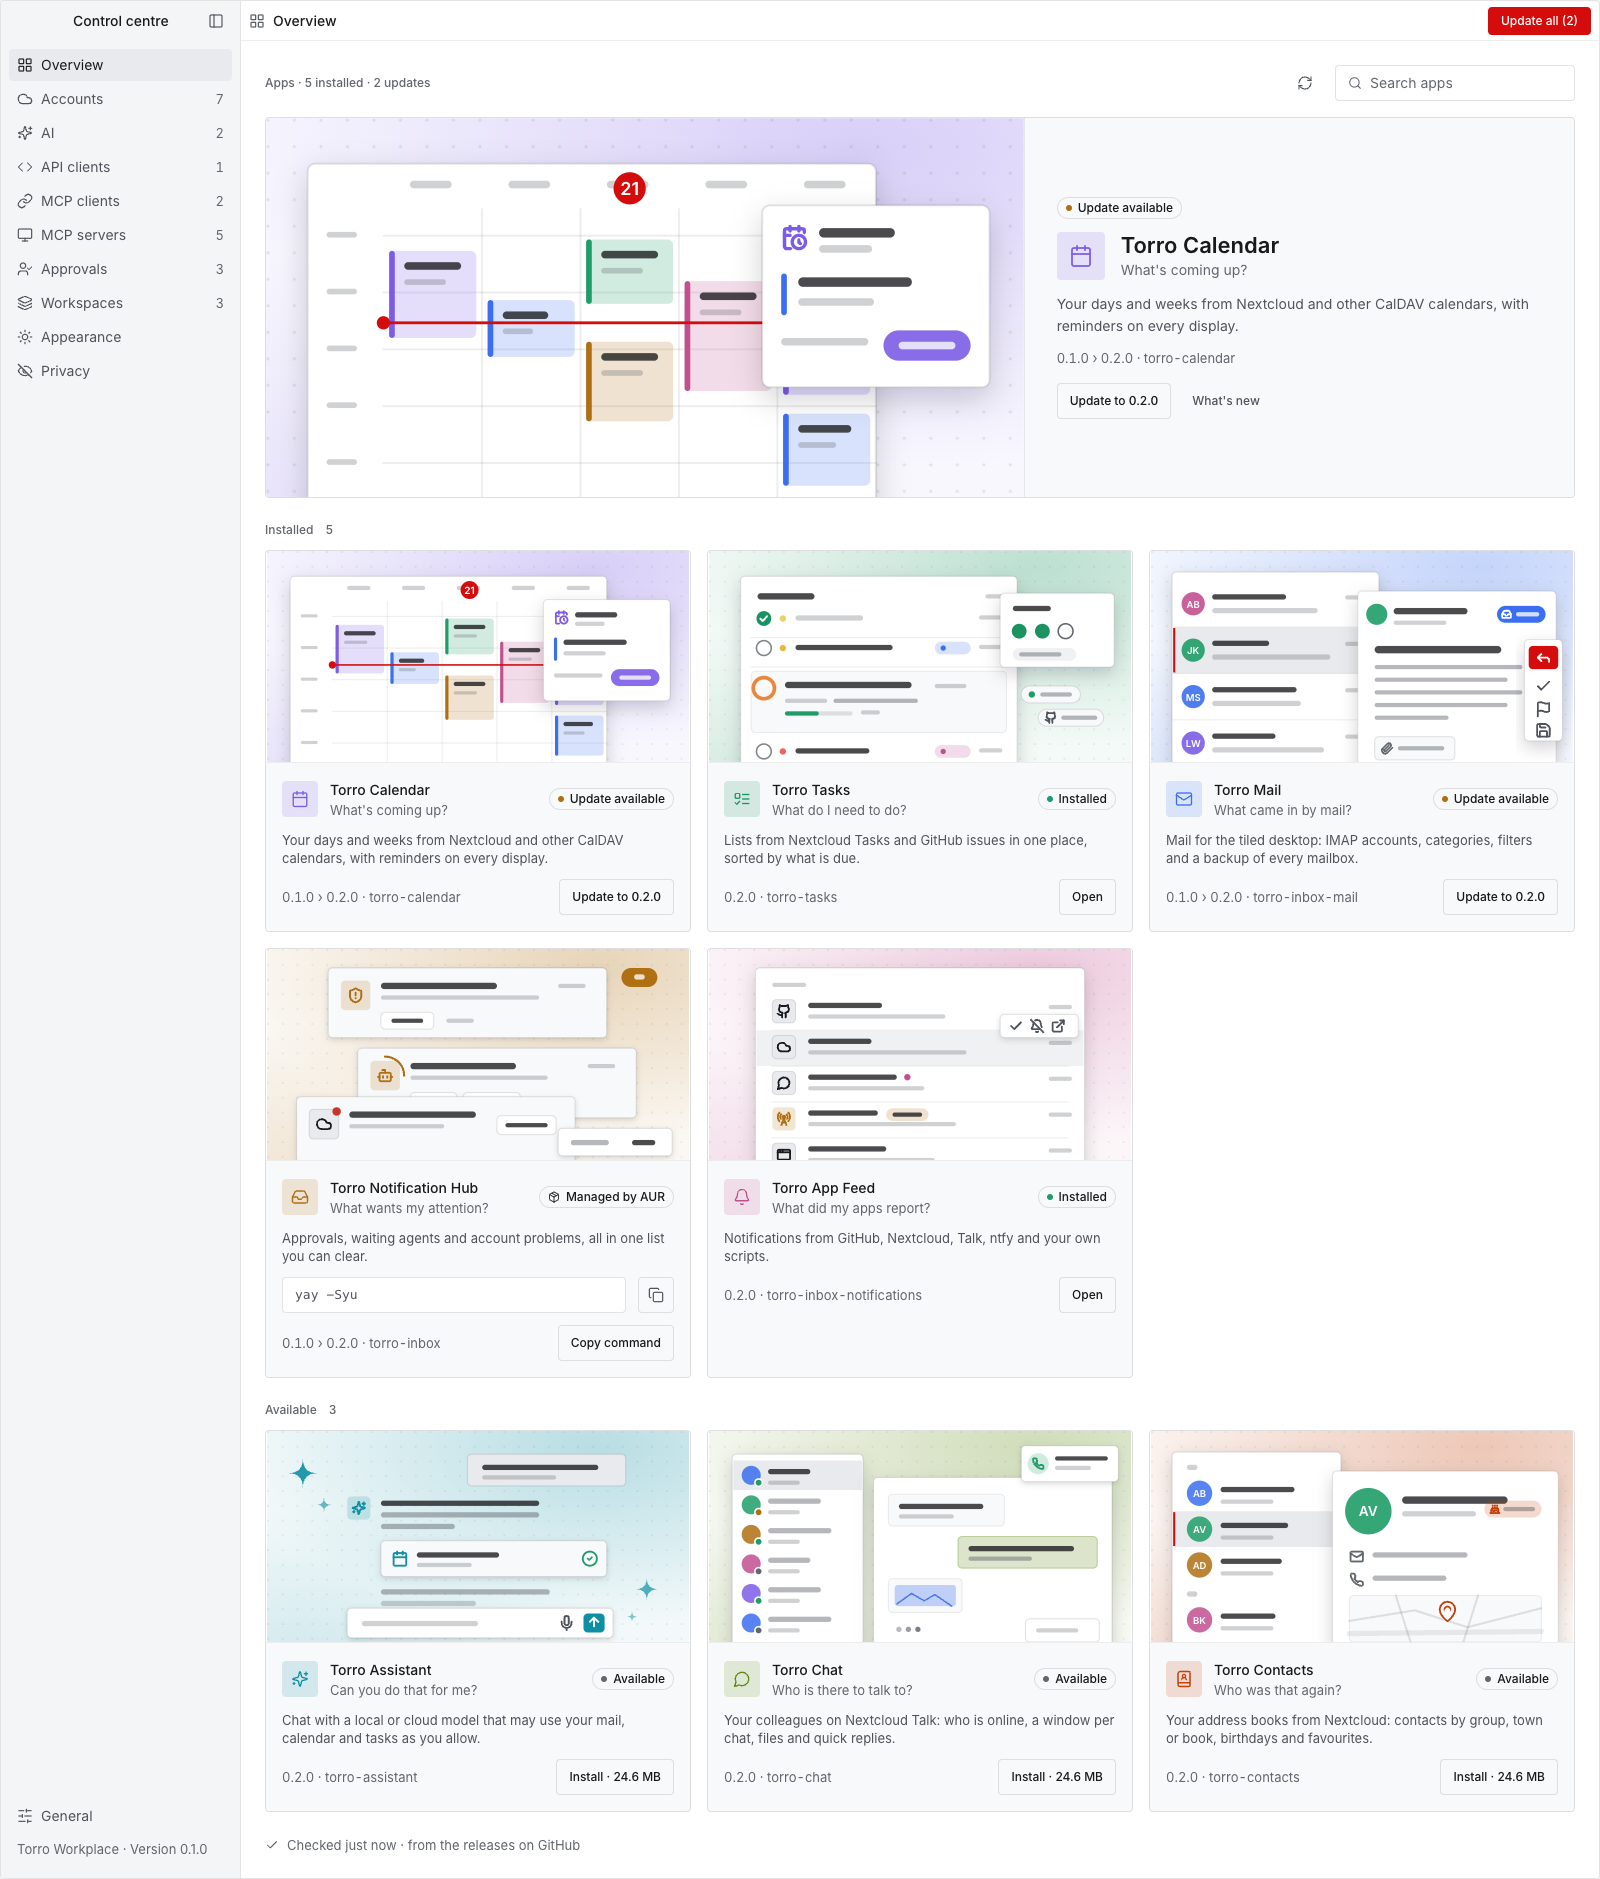 Control centre
Overview
Update all (2)
Overview
Accounts 7
AI 2
API clients 1
MCP clients 2
MCP servers 5
Approvals 3
Workspaces 3
Appearance
Privacy
General
Torro Workplace · Version 0.1.0
Apps · 5 installed · 2 updates
Search apps
21
Update available
Torro Calendar
What's coming up?
Your days and weeks from Nextcloud and other CalDAV calendars, with
reminders on every display.
0.1.0 › 0.2.0 · torro-calendar
Update to 0.2.0
What's new
Installed 5
21
Torro Calendar
What's coming up?
Update available
Your days and weeks from Nextcloud and other CalDAV
calendars, with reminders on every display.
0.1.0 › 0.2.0 · torro-calendar
Update to 0.2.0
Torro Tasks
What do I need to do?
Installed
Lists from Nextcloud Tasks and GitHub issues in one place,
sorted by what is due.
0.2.0 · torro-tasks
Open
AB
JK
MS
LW
Torro Mail
What came in by mail?
Update available
Mail for the tiled desktop: IMAP accounts, categories, filters
and a backup of every mailbox.
0.1.0 › 0.2.0 · torro-inbox-mail
Update to 0.2.0
Torro Notification Hub
What wants my attention?
Managed by AUR
Approvals, waiting agents and account problems, all in one list
you can clear.
yay -Syu
0.1.0 › 0.2.0 · torro-inbox
Copy command
Torro App Feed
What did my apps report?
Installed
Notifications from GitHub, Nextcloud, Talk, ntfy and your own
scripts.
0.2.0 · torro-inbox-notifications
Open
Available 3
Torro Assistant
Can you do that for me?
Available
Chat with a local or cloud model that may use your mail,
calendar and tasks as you allow.
0.2.0 · torro-assistant
Install · 24.6 MB
Torro Chat
Who is there to talk to?
Available
Your colleagues on Nextcloud Talk: who is online, a window per
chat, files and quick replies.
0.2.0 · torro-chat
Install · 24.6 MB
AB
AV
AD
BK
AV
Torro Contacts
Who was that again?
Available
Your address books from Nextcloud: contacts by group, town
or book, birthdays and favourites.
0.2.0 · torro-contacts
Install · 24.6 MB
Checked just now · from the releases on GitHub